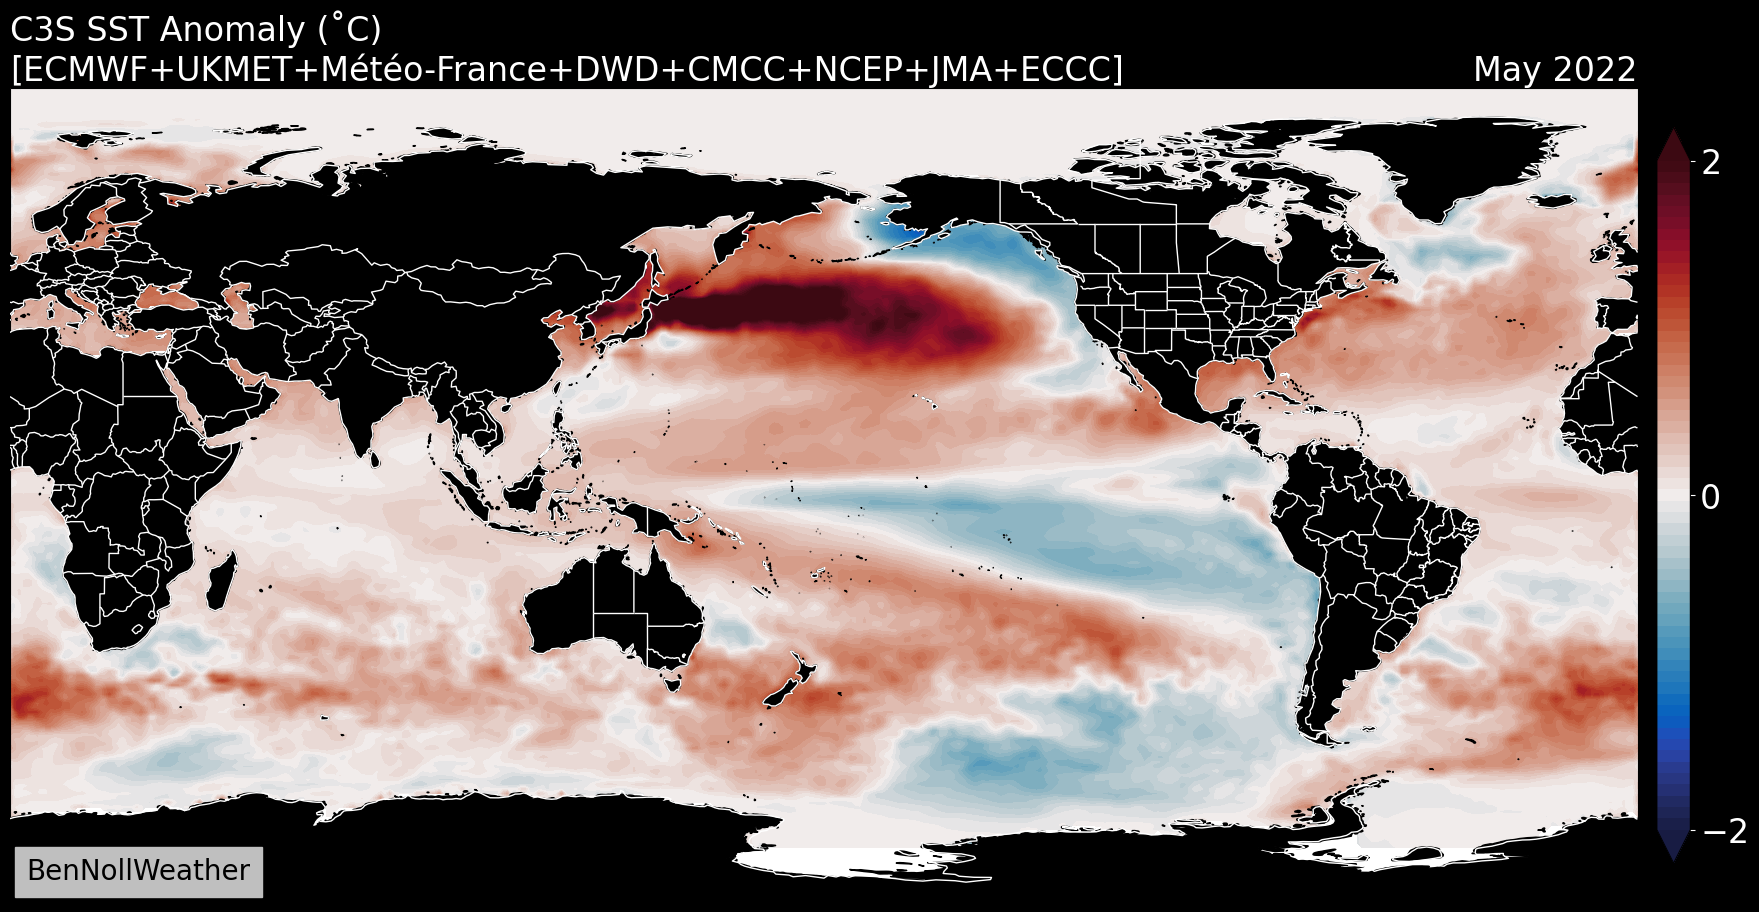 C3S SST Anomaly (˚C)
[ECMWF+UKMET+Météo-France+DWD+CMCC+NCEP+JMA+ECCC]
May 2022
2
0
−2
BenNollWeather